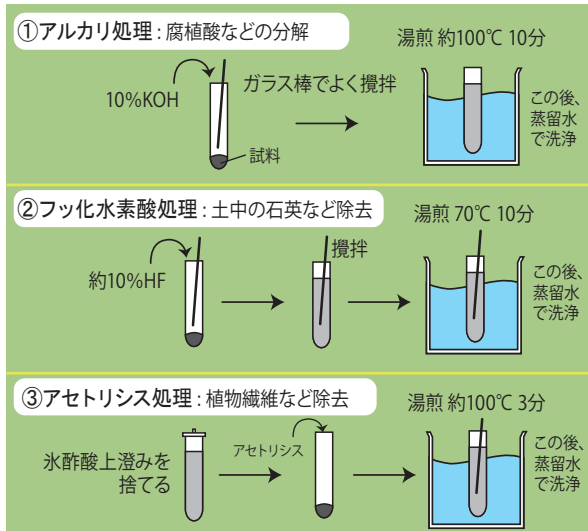 ①アルカリ処理：腐植酸などの分解
湯煎 約100℃ 10分
10%KOH
ガラス棒でよく攪拌
試料
この後、
蒸留水
で洗浄
②フッ化水素酸処理：土中の石英など除去
湯煎 70℃ 10分
約10%HF
攪拌
この後、
蒸留水
で洗浄
③アセトリシス処理：植物繊維など除去
湯煎 約100℃ 3分
氷酢酸上澄みを
捨てる
アセトリシス
この後、
蒸留水
で洗浄